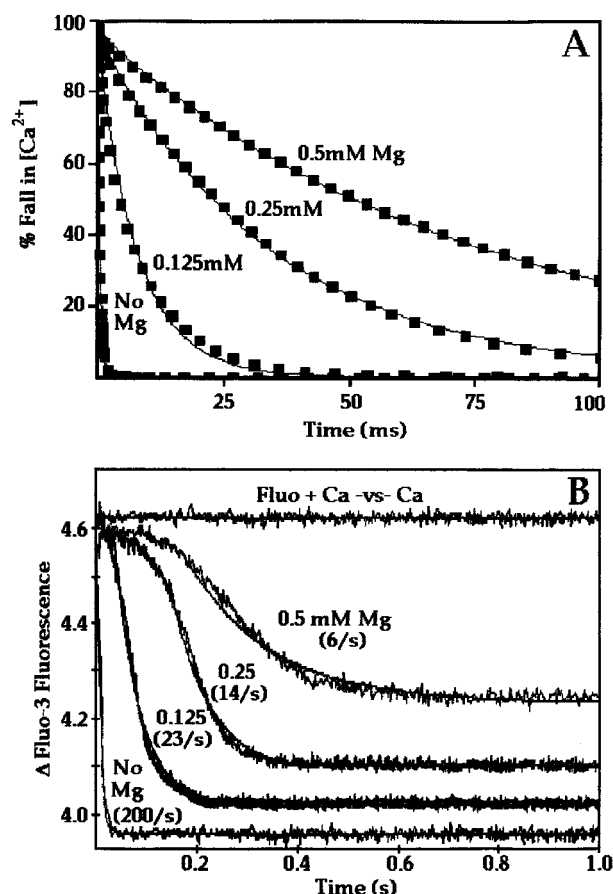 A
% Fall in [Ca2+]
100
80
60
40
20
0.5mM Mg
0.25mM
0.125mM
No
Mg
25
50
75
100
Time (ms)
B
Fluo + Ca -vs- Ca
Δ Fluo-3 Fluorescence
4.6
4.4
4.2
4.0
0.5 mM Mg
(6/s)
0.25
(14/s)
0.125
(23/s)
No
Mg
(200/s)
0.2
0.4
0.6
0.8
1.0
Time (s)